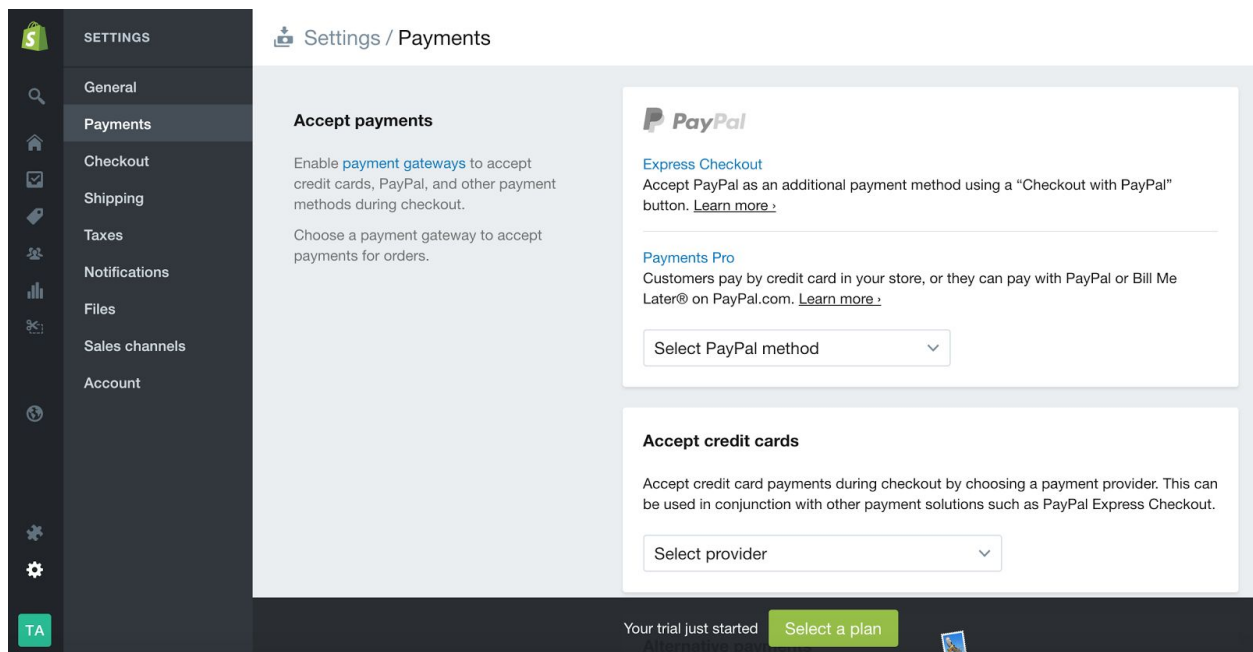 SETTINGS
General
Payments
Checkout
Shipping
Taxes
Notifications
Files
Sales channels
Account
TA
Settings / Payments
Accept payments
Enable payment gateways to accept
credit cards, PayPal, and other payment
methods during checkout.
Choose a payment gateway to accept
payments for orders.
PayPal
Express Checkout
Accept PayPal as an additional payment method using a “Checkout with PayPal”
button. Learn more ›
Payments Pro
Customers pay by credit card in your store, or they can pay with PayPal or Bill Me
Later® on PayPal.com. Learn more ›
Select PayPal method
Accept credit cards
Accept credit card payments during checkout by choosing a payment provider. This can
be used in conjunction with other payment solutions such as PayPal Express Checkout.
Select provider
Your trial just started
Select a plan
Alternative payments